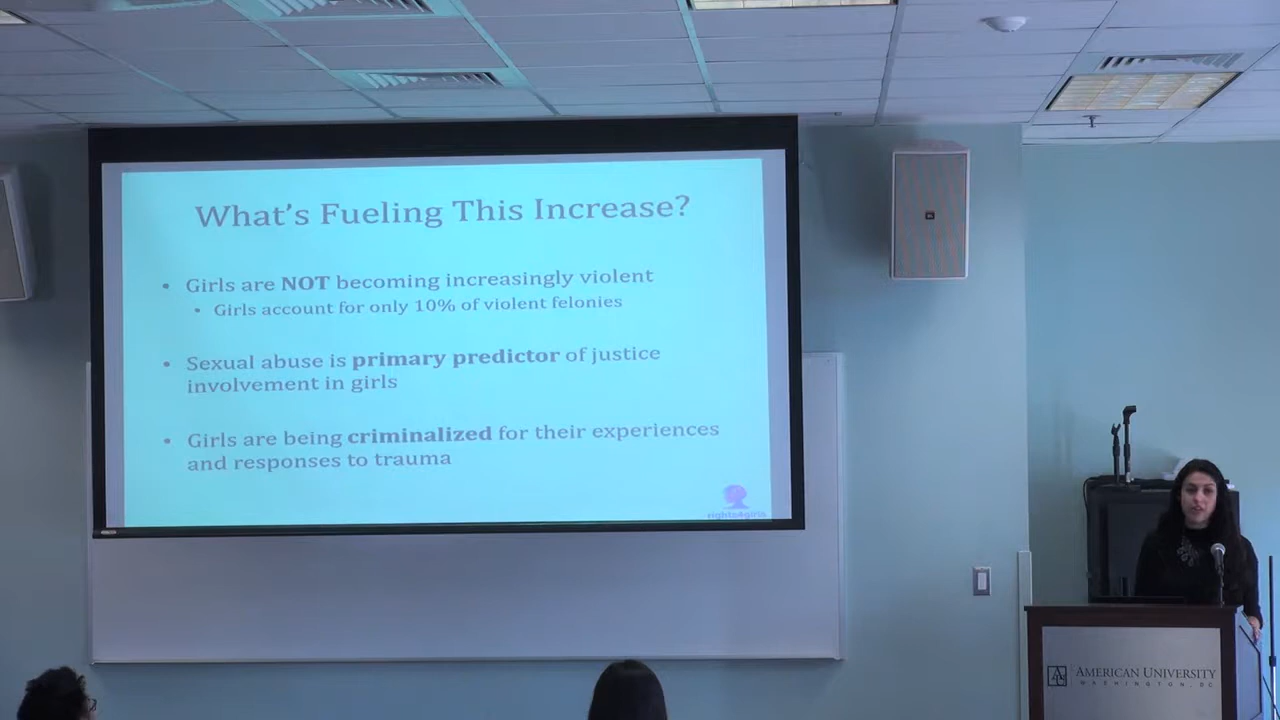 What's Fueling This Increase?
• Girls are NOT becoming increasingly violent
• Girls account for only 10% of violent felonies
• Sexual abuse is primary predictor of justice
involvement in girls
• Girls are being criminalized for their experiences
and responses to trauma
rights4girls
AMERICAN UNIVERSITY
WASHINGTON, DC